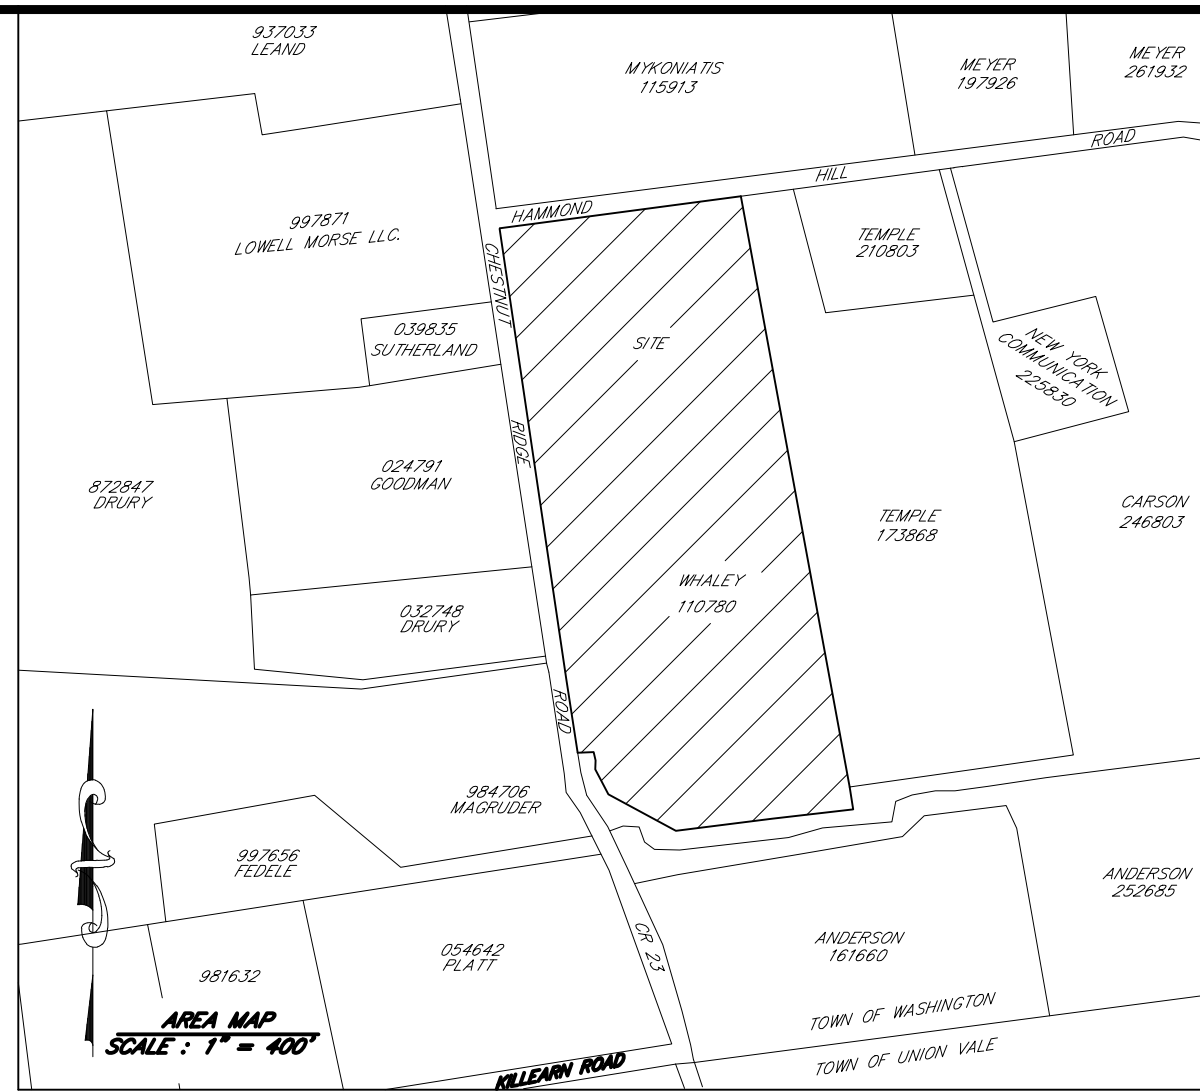 937033
LEAND
MYKONIATIS
115913
MEYER
197926
MEYER
261932
HAMMOND
HILL
ROAD
997871
LOWELL MORSE LLC.
TEMPLE
210803
CHESTNUT
039835
SUTHERLAND
SITE
NEW YORK
COMMUNICATION
225830
RIDGE
024791
GOODMAN
872847
DRURY
TEMPLE
173868
CARSON
246803
WHALEY
110780
032748
DRURY
ROAD
984706
MAGRUDER
997656
FEDELE
ANDERSON
252685
CR 23
054642
PLATT
ANDERSON
161660
981632
AREA MAP
SCALE : 1" = 400'
TOWN OF WASHINGTON
TOWN OF UNION VALE
KILLEARN ROAD